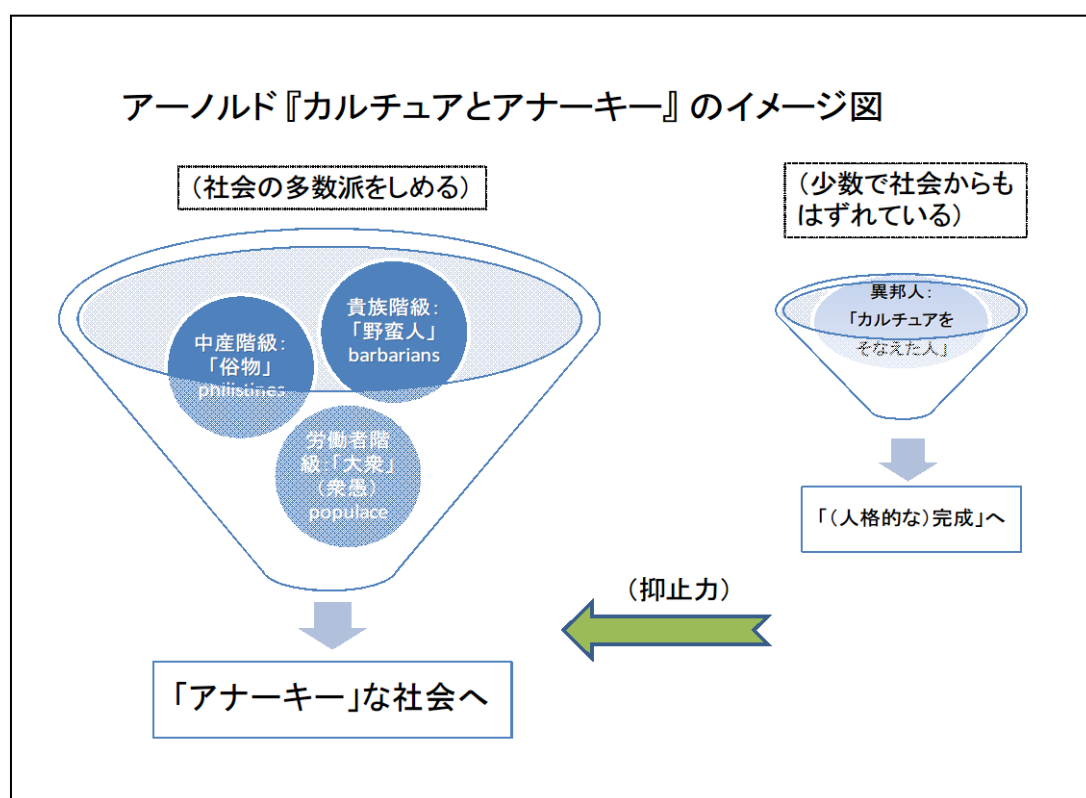 アーノルド『カルチュアとアナーキー』のイメージ図
（社会の多数派をしめる）
（少数で社会からも
はずれている）
貴族階級：
「野蛮人」
barbarians
中産階級：
「俗物」
philistines
労働者階
級：「大衆」
（衆愚）
populace
異邦人：
「カルチュアを
そなえた人」
「（人格的な）完成」へ
（抑止力）
「アナーキー」な社会へ